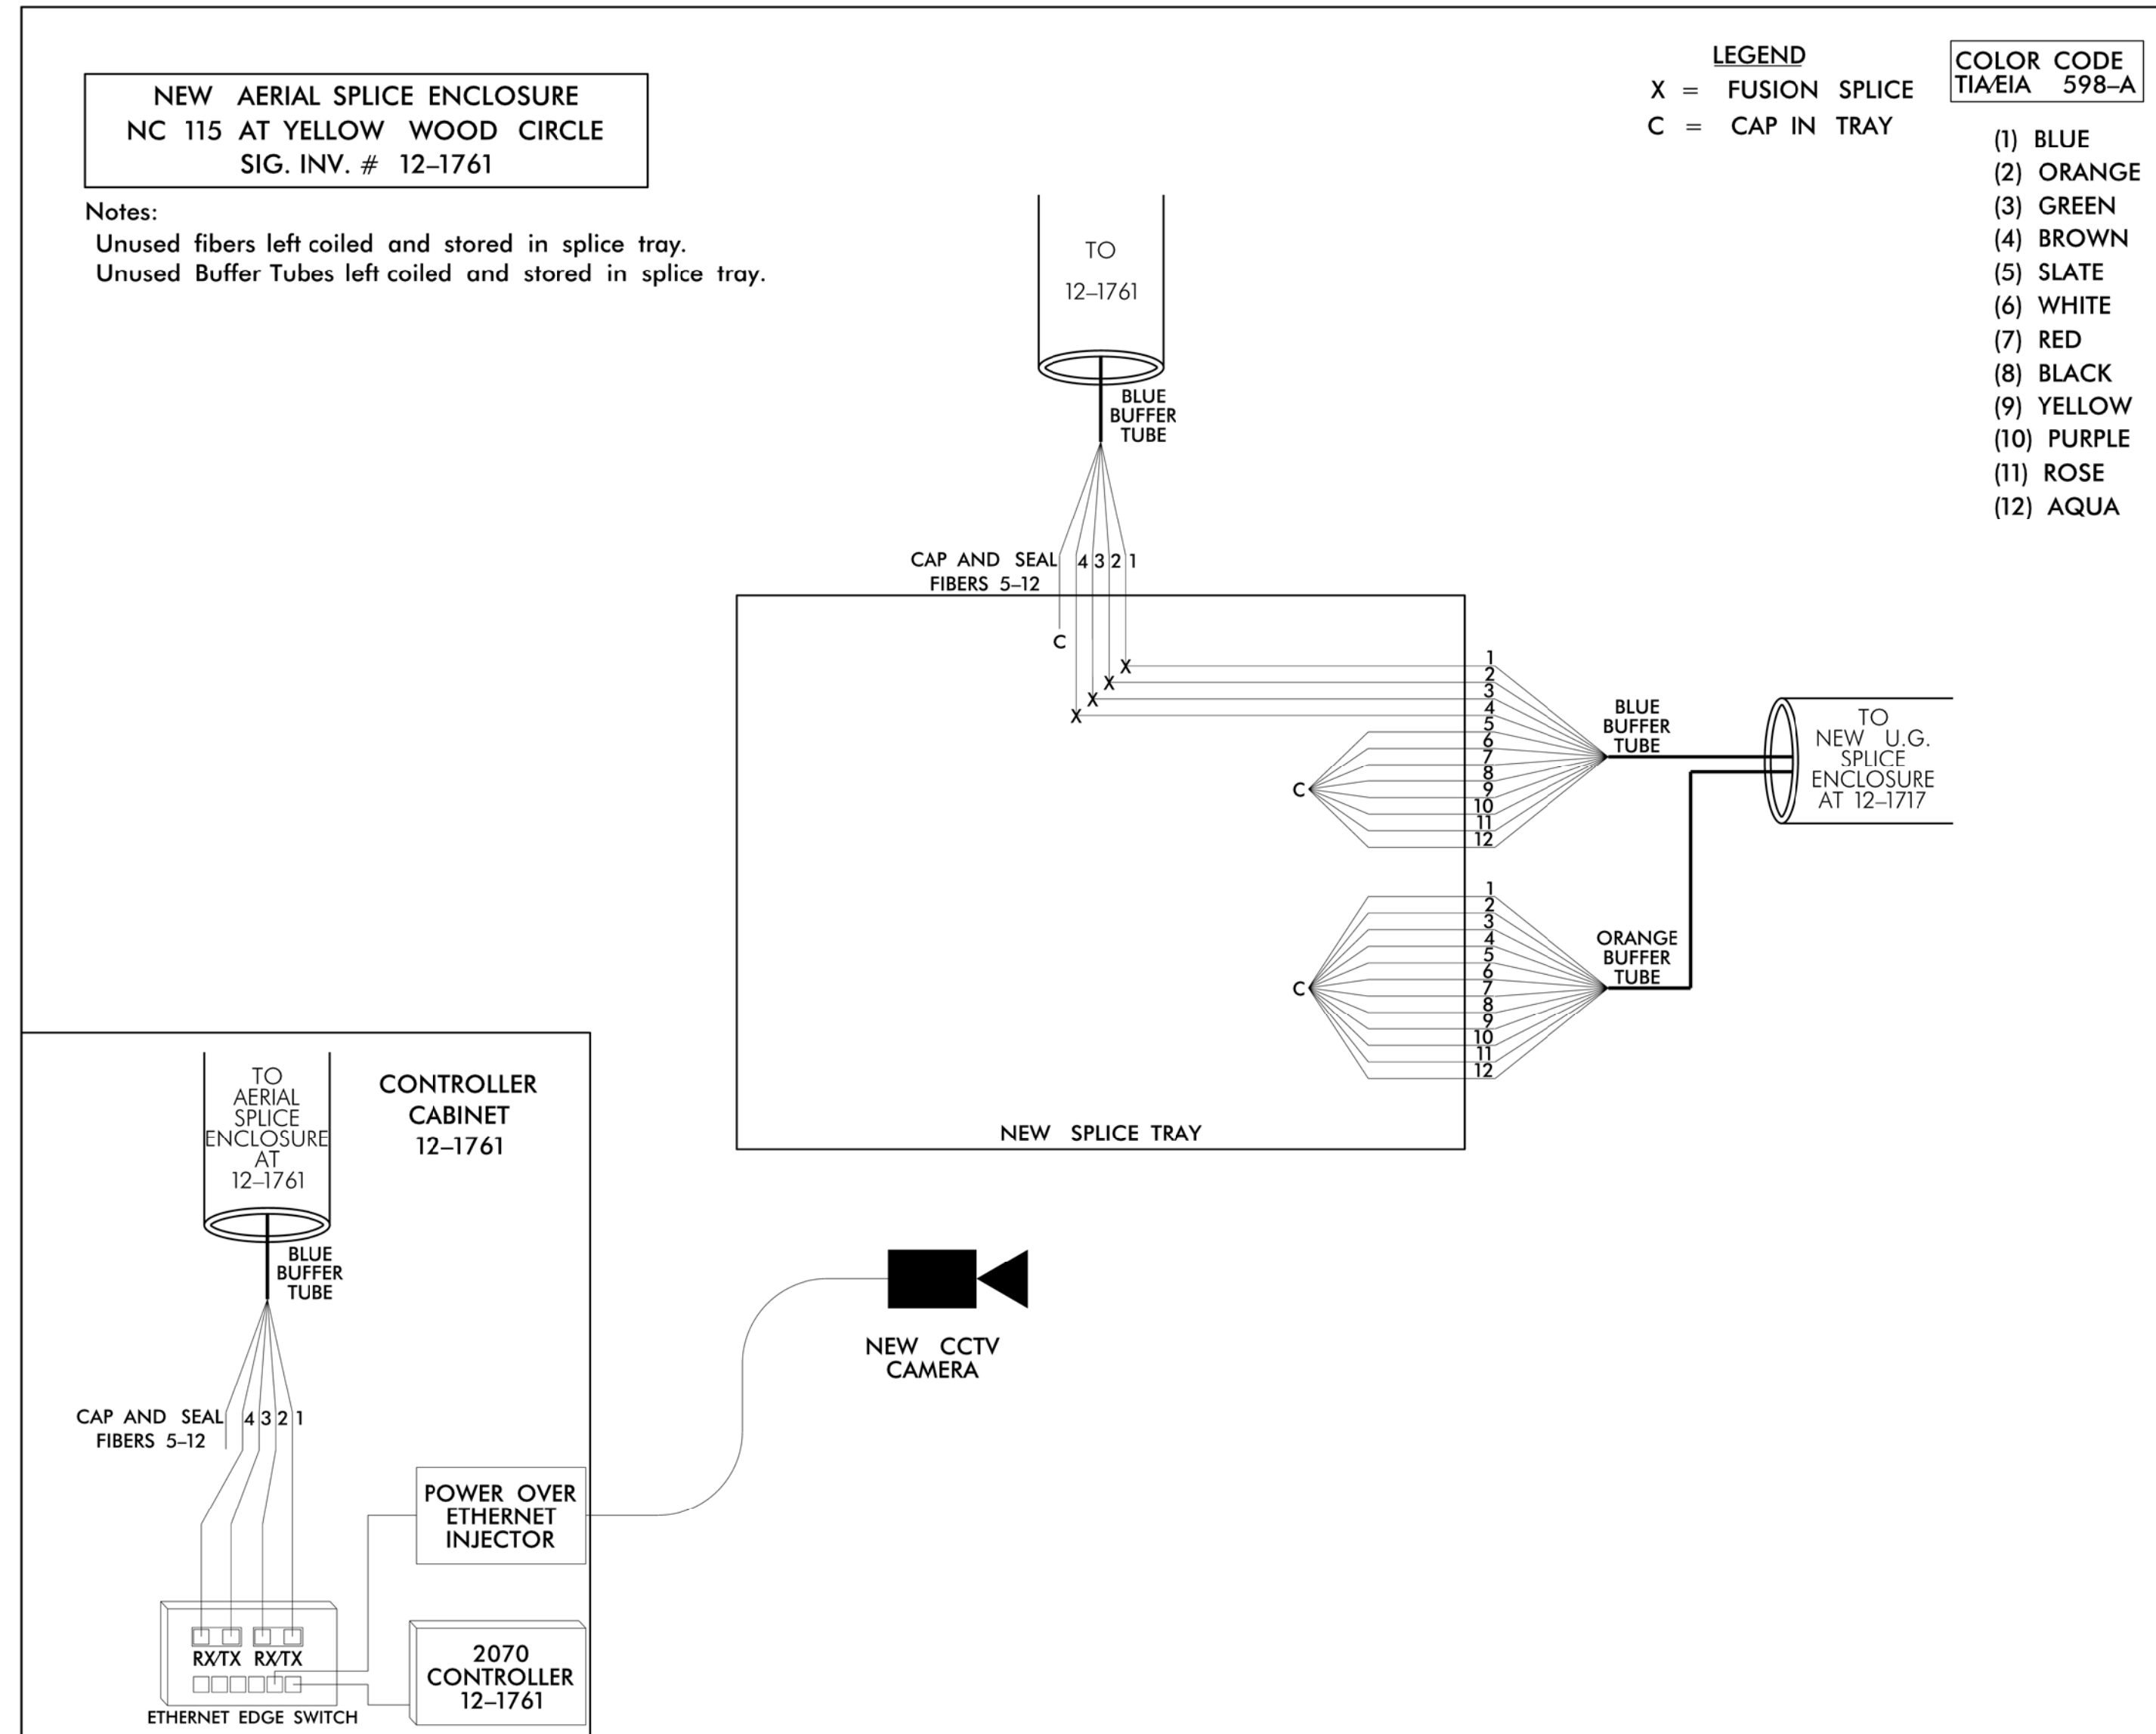 NEW AERIAL SPLICE ENCLOSURE
NC 115 AT YELLOW WOOD CIRCLE
SIG. INV. # 12–1761
Notes:
Unused fibers left coiled and stored in splice tray.
Unused Buffer Tubes left coiled and stored in splice tray.
LEGEND
X = FUSION SPLICE
C = CAP IN TRAY
COLOR CODE
TIA/EIA 598–A
(1) BLUE
(2) ORANGE
(3) GREEN
(4) BROWN
(5) SLATE
(6) WHITE
(7) RED
(8) BLACK
(9) YELLOW
(10) PURPLE
(11) ROSE
(12) AQUA
TO
12–1761
BLUE
BUFFER
TUBE
CAP AND SEAL
FIBERS 5–12
4 3 2 1
C
X
X
X
X
1
2
3
4
5
6
7
8
9
10
11
12
C
BLUE
BUFFER
TUBE
TO
NEW U.G.
SPLICE
ENCLOSURE
AT 12–1717
1
2
3
4
5
6
7
8
9
10
11
12
C
ORANGE
BUFFER
TUBE
NEW SPLICE TRAY
TO
AERIAL
SPLICE
ENCLOSURE
AT
12–1761
CONTROLLER
CABINET
12–1761
BLUE
BUFFER
TUBE
CAP AND SEAL
FIBERS 5–12
4 3 2 1
NEW CCTV
CAMERA
POWER OVER
ETHERNET
INJECTOR
RX/TX RX/TX
ETHERNET EDGE SWITCH
2070
CONTROLLER
12–1761